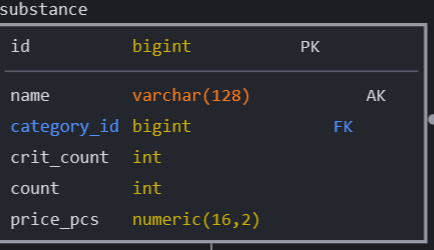 substance
id bigint PK
name varchar(128) AK
category_id bigint FK
crit_count int
count int
price_pcs numeric(16,2)